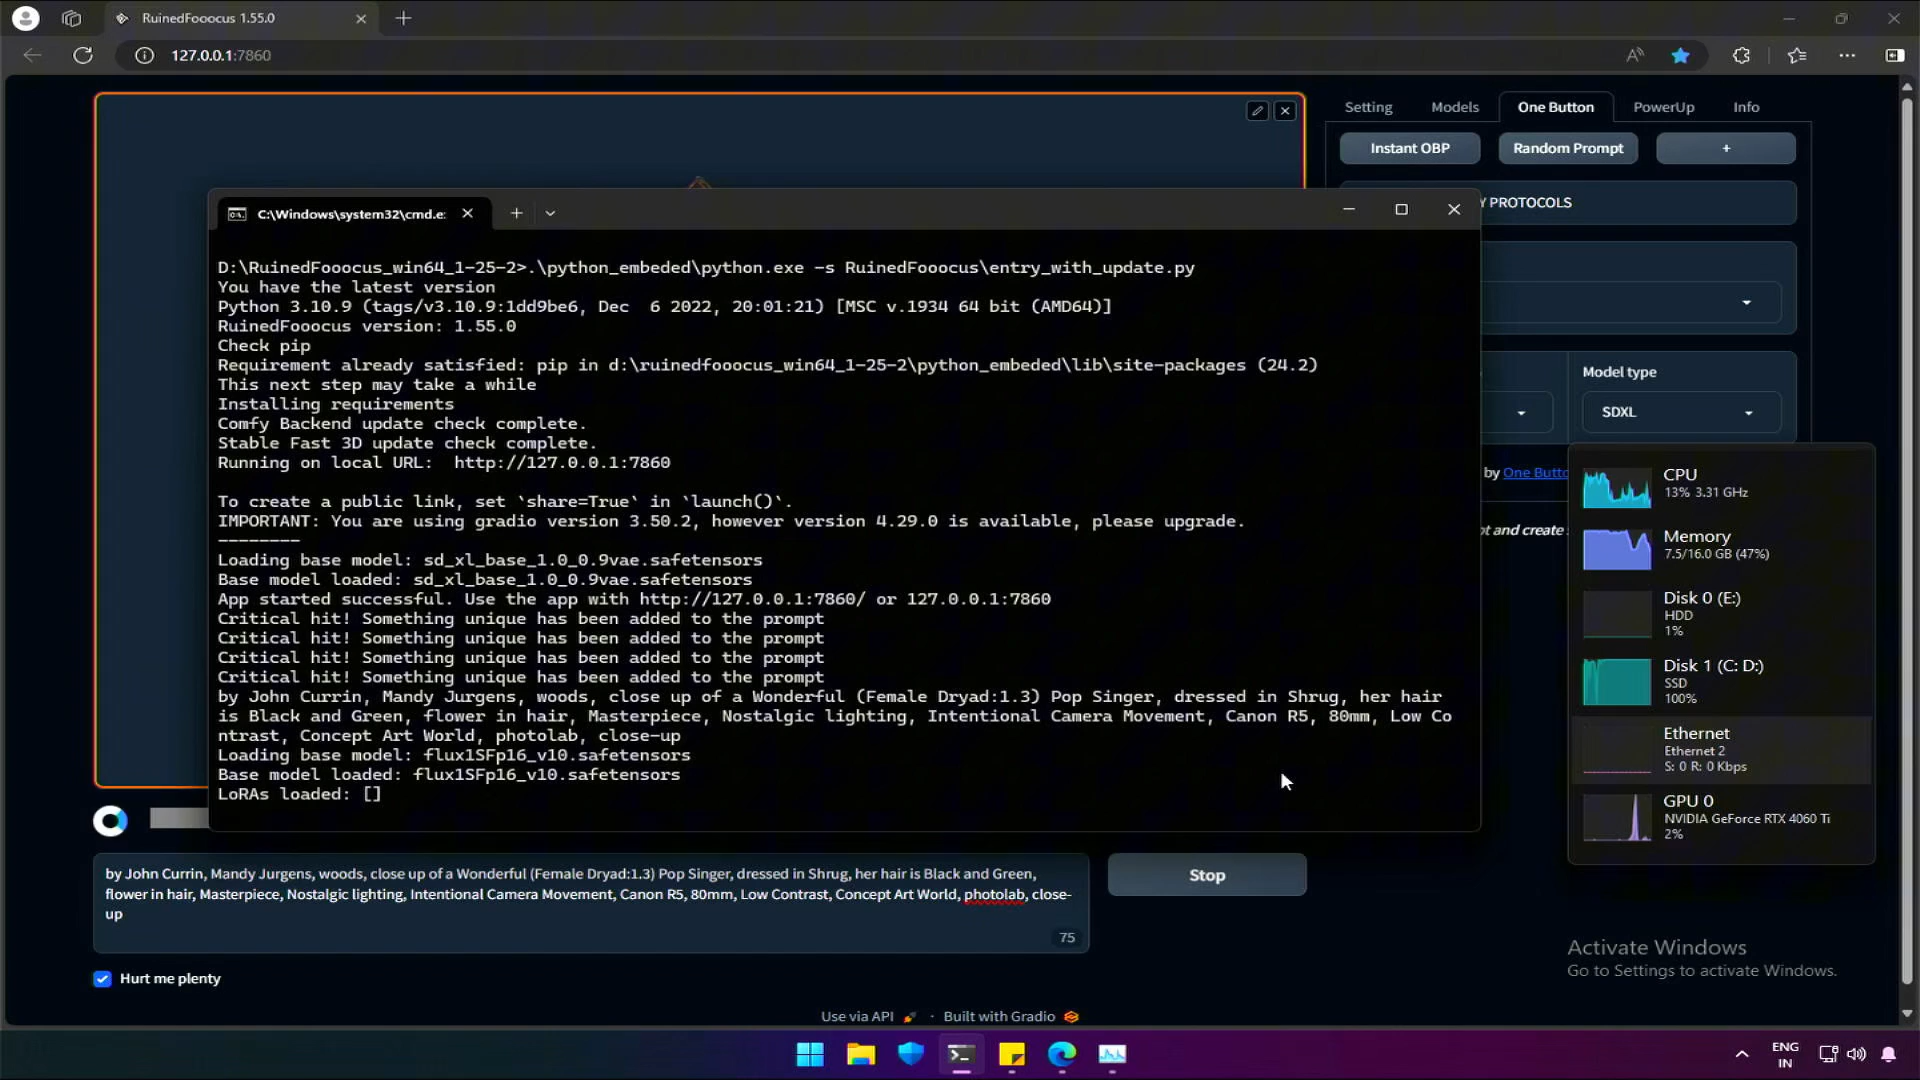 RuinedFooocus 1.55.0
127.0.0.1:7860
Setting Models One Button PowerUp Info
Instant OBP Random Prompt +
Y PROTOCOLS
Model type
SDXL
by One Butto
t and create
C:\Windows\system32\cmd.e
D:\RuinedFooocus_win64_1-25-2>.\python_embeded\python.exe -s RuinedFooocus\entry_with_update.py
You have the latest version
Python 3.10.9 (tags/v3.10.9:1dd9be6, Dec  6 2022, 20:01:21) [MSC v.1934 64 bit (AMD64)]
RuinedFooocus version: 1.55.0
Check pip
Requirement already satisfied: pip in d:\ruinedfooocus_win64_1-25-2\python_embeded\lib\site-packages (24.2)
This next step may take a while
Installing requirements
Comfy Backend update check complete.
Stable Fast 3D update check complete.
Running on local URL:  http://127.0.0.1:7860
To create a public link, set `share=True` in `launch()`.
IMPORTANT: You are using gradio version 3.50.2, however version 4.29.0 is available, please upgrade.
--------
Loading base model: sd_xl_base_1.0_0.9vae.safetensors
Base model loaded: sd_xl_base_1.0_0.9vae.safetensors
App started successful. Use the app with http://127.0.0.1:7860/ or 127.0.0.1:7860
Critical hit! Something unique has been added to the prompt
Critical hit! Something unique has been added to the prompt
Critical hit! Something unique has been added to the prompt
Critical hit! Something unique has been added to the prompt
by John Currin, Mandy Jurgens, woods, close up of a Wonderful (Female Dryad:1.3) Pop Singer, dressed in Shrug, her hair
is Black and Green, flower in hair, Masterpiece, Nostalgic lighting, Intentional Camera Movement, Canon R5, 80mm, Low Co
ntrast, Concept Art World, photolab, close-up
Loading base model: flux1SFp16_v10.safetensors
Base model loaded: flux1SFp16_v10.safetensors
LoRAs loaded: []
CPU
13% 3.31 GHz
Memory
7.5/16.0 GB (47%)
Disk 0 (E:)
HDD
1%
Disk 1 (C: D:)
SSD
100%
Ethernet
Ethernet 2
S: 0 R: 0 Kbps
GPU 0
NVIDIA GeForce RTX 4060 Ti
2%
by John Currin, Mandy Jurgens, woods, close up of a Wonderful (Female Dryad:1.3) Pop Singer, dressed in Shrug, her hair is Black and Green,
flower in hair, Masterpiece, Nostalgic lighting, Intentional Camera Movement, Canon R5, 80mm, Low Contrast, Concept Art World, photolab, close-
up
75
Stop
Hurt me plenty
Activate Windows
Go to Settings to activate Windows.
Use via API · Built with Gradio
ENG
IN